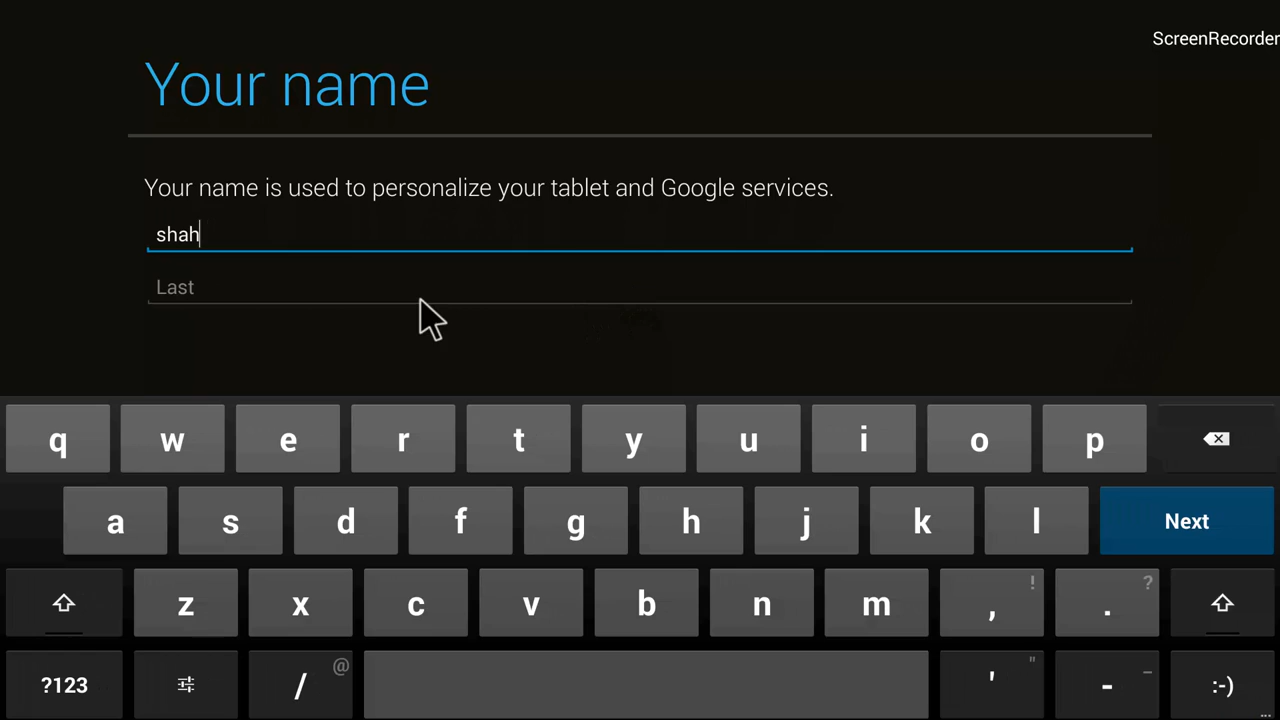 ScreenRecorder
Your name
Your name is used to personalize your tablet and Google services.
shah
Last
q w e r t y u i o p
a s d f g h j k l Next
z x c v b n m , ! . ?
?123 / @ ' " - _ :-) ...